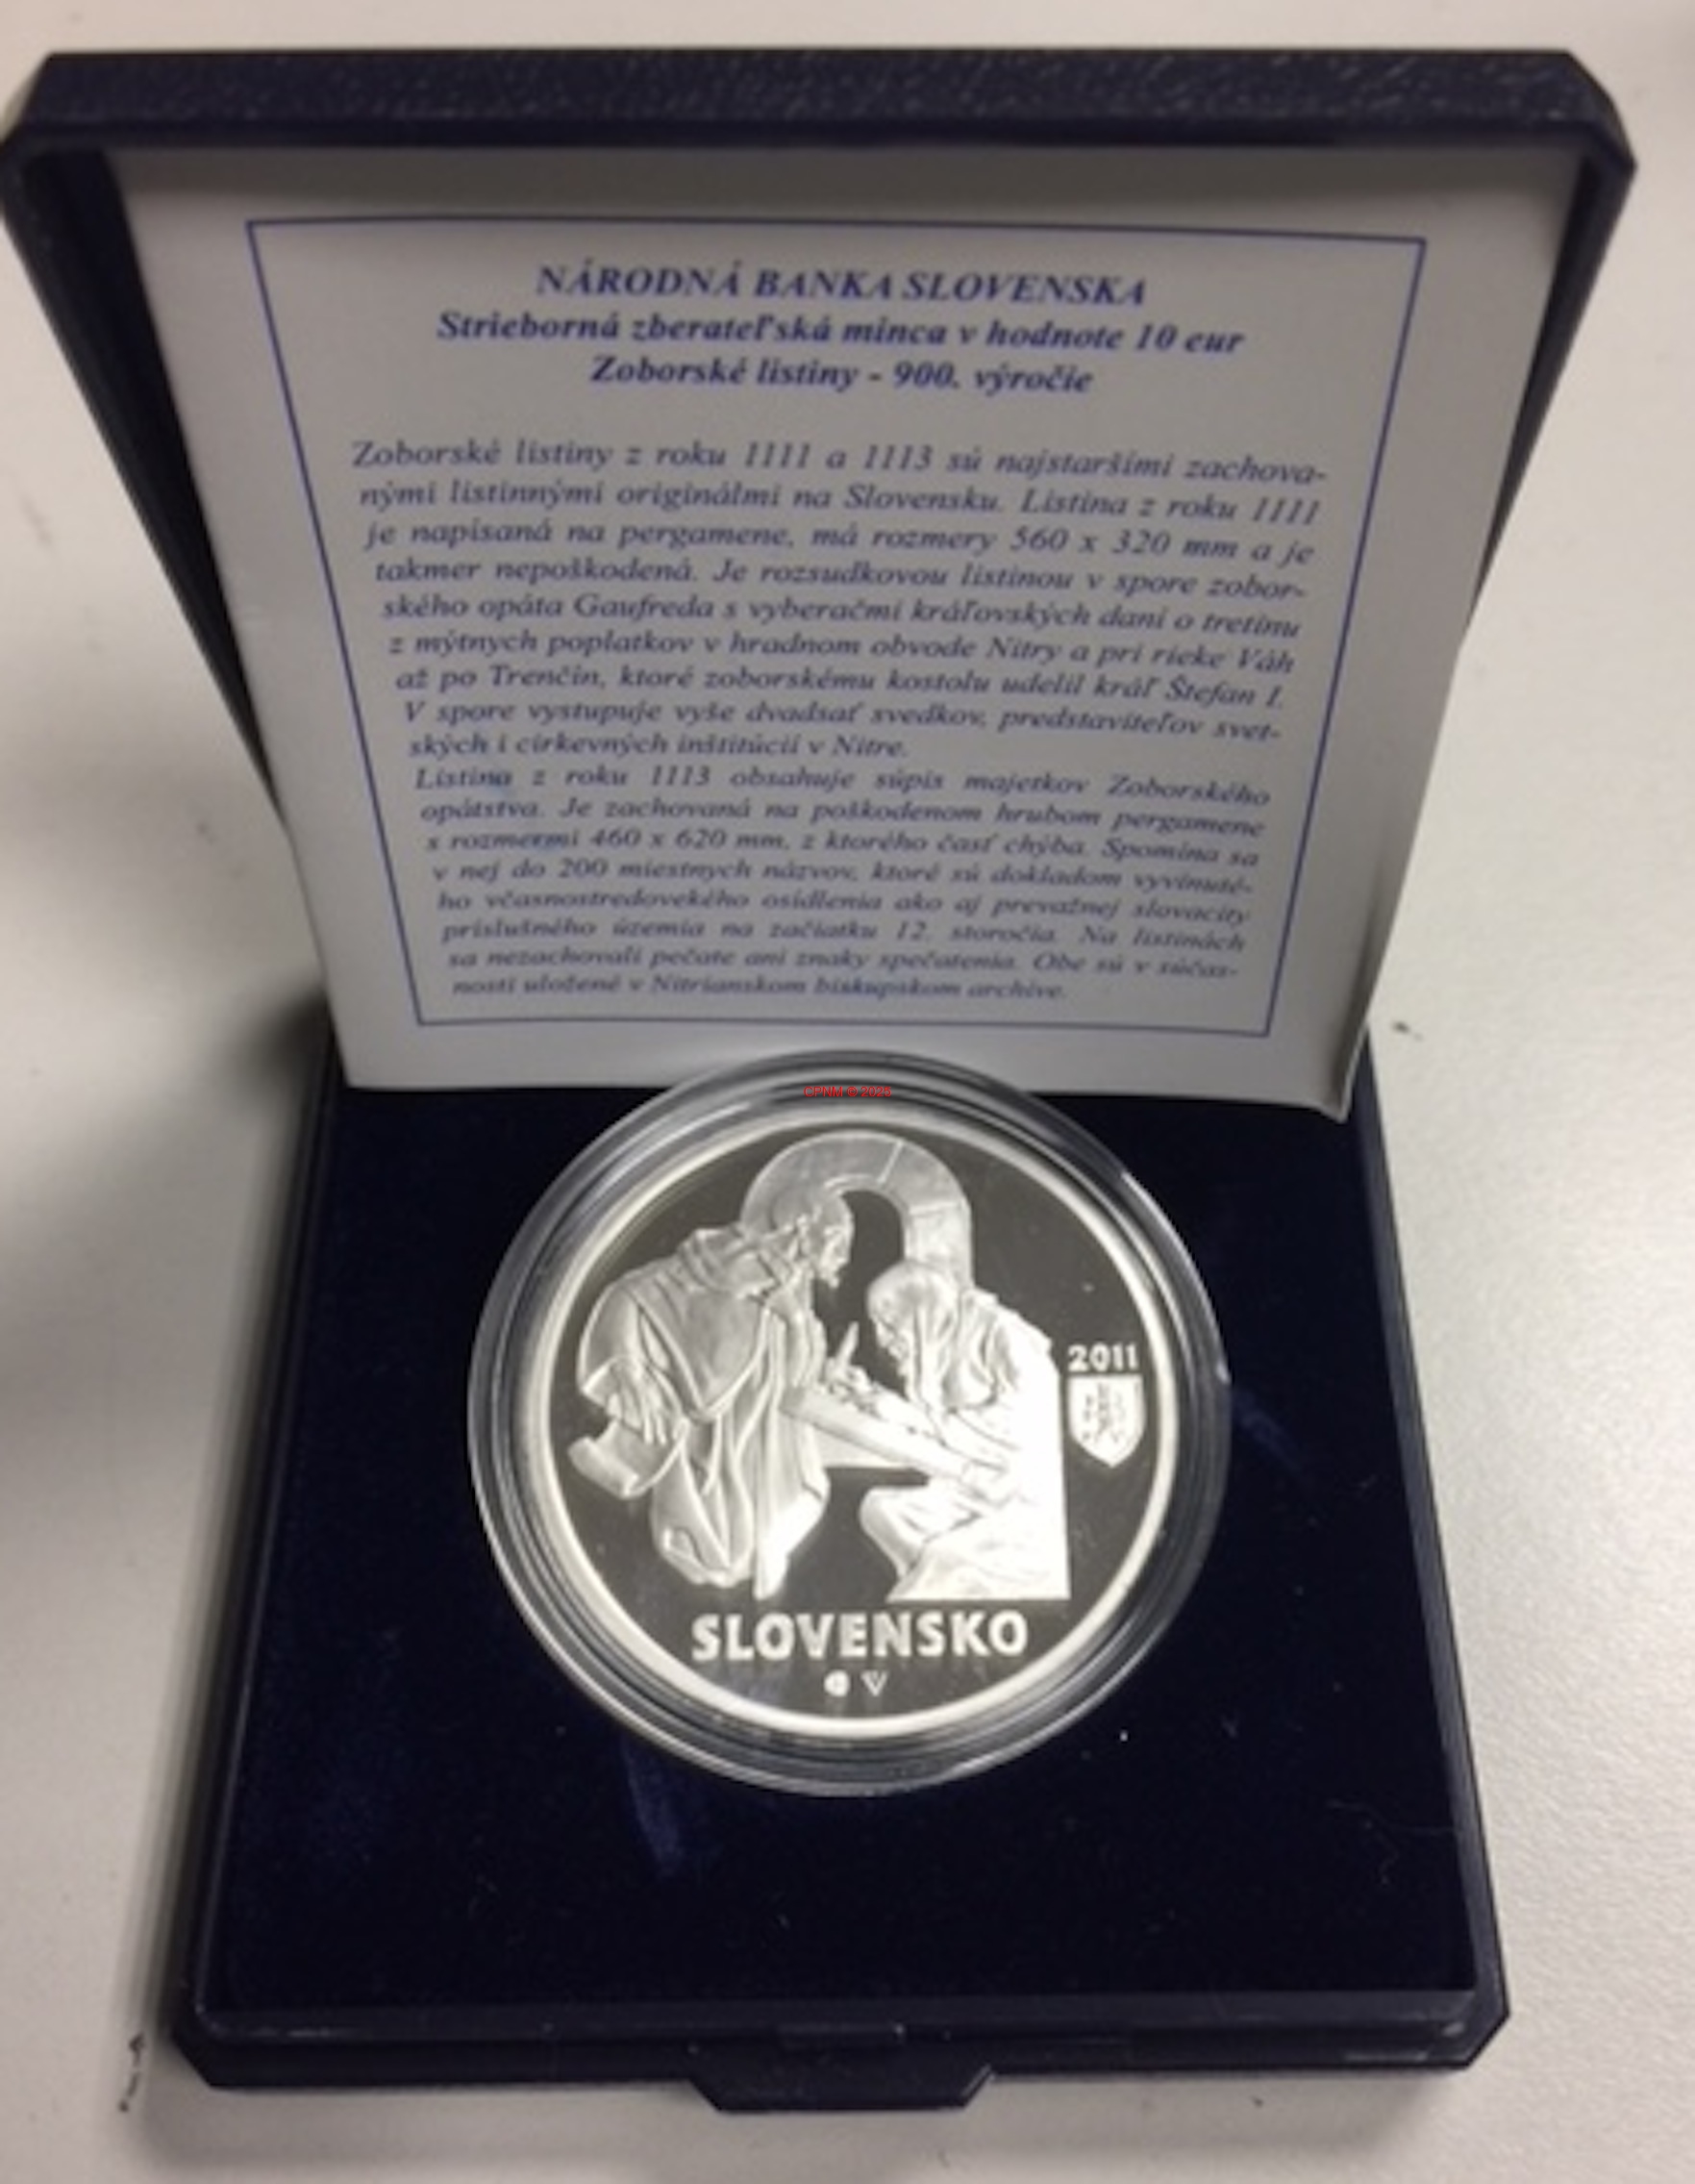 NÁRODNÁ BANKA SLOVENSKA
Strieborná zberateľská minca v hodnote 10 eur
Zoborské listiny - 900. výročie
Zoborské listiny z roku 1111 a 1113 sú najstaršími zachova-
nými listinnými originálmi na Slovensku. Listina z roku 1111
je napísaná na pergamene, má rozmery 560 x 320 mm a je
takmer nepoškodená. Je rozsudkovou listinou v spore zobor-
ského opáta Gaufreda s vyberačmi kráľovských daní o tretinu
z mýtnych poplatkov v hradnom obvode Nitry a pri rieke Váh
až po Trenčín, ktoré zoborskému kostolu udelil kráľ Štefan I.
V spore vystupuje vyše dvadsať svedkov, predstaviteľov svet-
ských i cirkevných inštitúcií v Nitre.
Listina z roku 1113 obsahuje súpis majetkov Zoborského
opátstva. Je zachovaná na poškodenom hrubom pergamene
s rozmermi 460 x 620 mm, z ktorého časť chýba. Spomína sa
v nej do 200 miestnych názvov, ktoré sú dokladom vyvinuté-
ho včasnostredovekého osídlenia ako aj prevažnej slovacity
príslušného územia na začiatku 12. storočia. Na listinách
sa nezachovali pečate ani znaky spečatenia. Obe sú v súčas-
nosti uložené v Nitrianskom biskupskom archíve.
CPNM © 2025
2011
SLOVENSKO